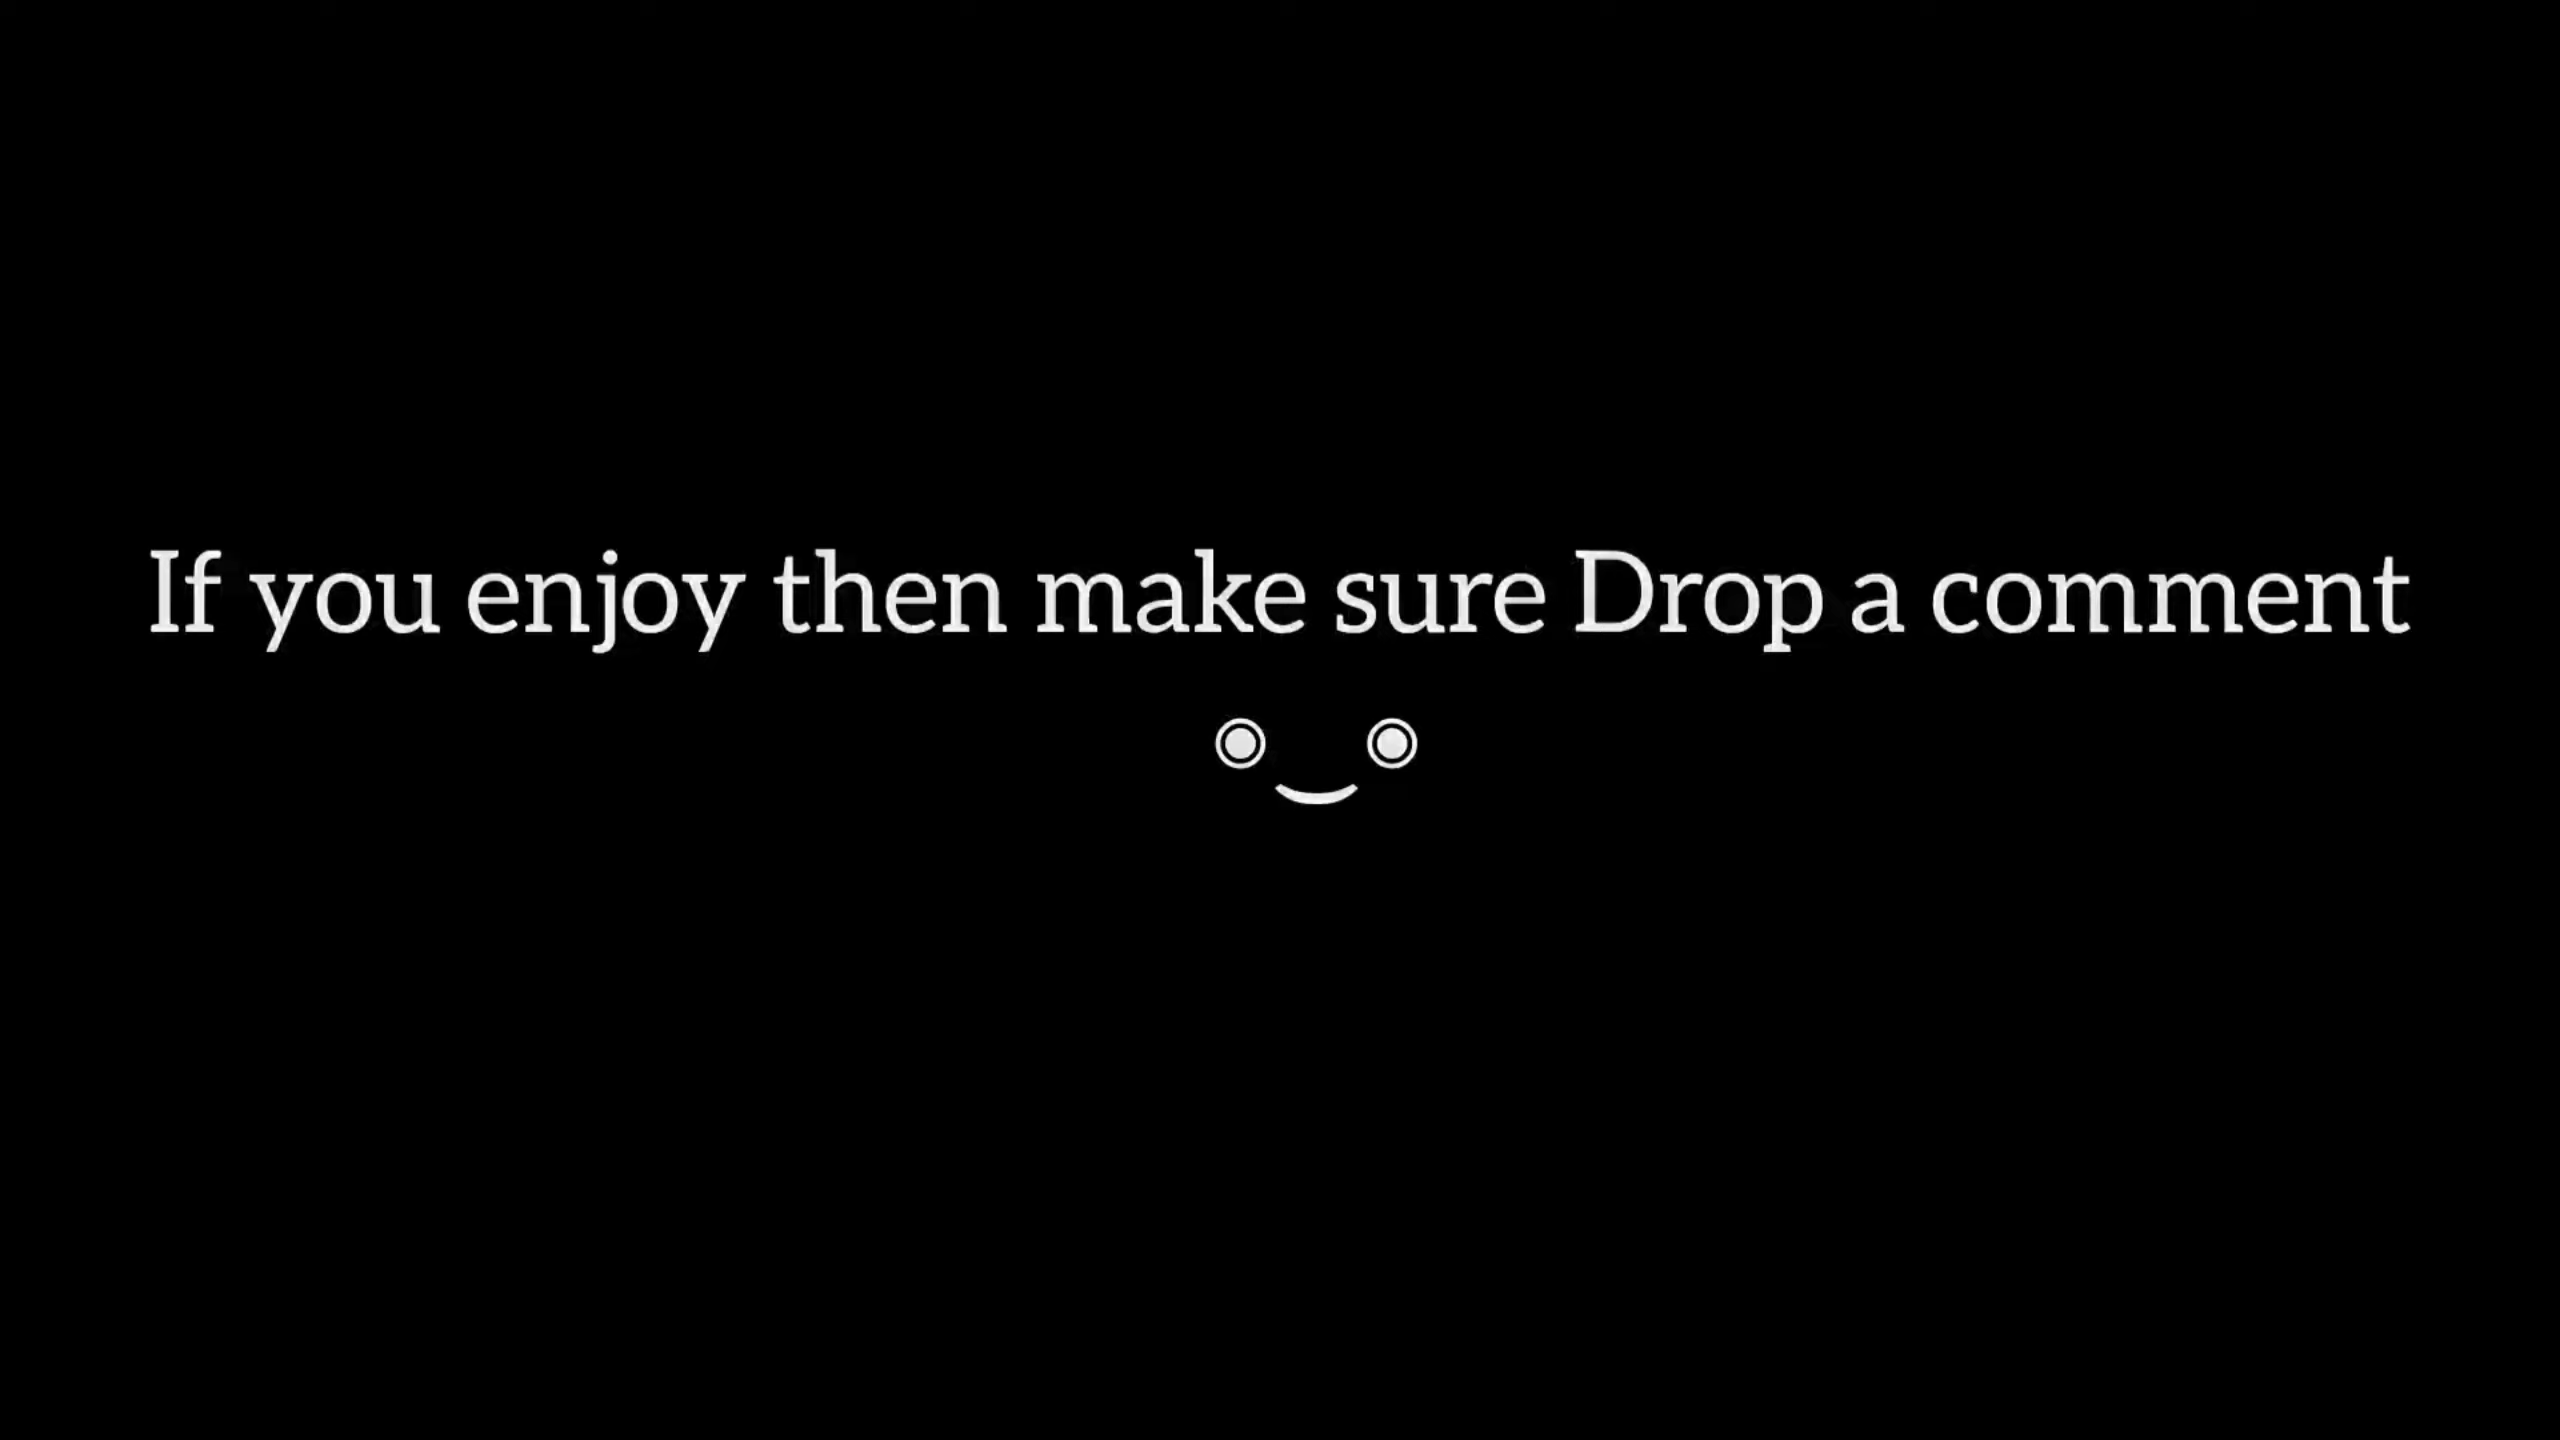 If you enjoy then make sure Drop a comment
◉‿◉